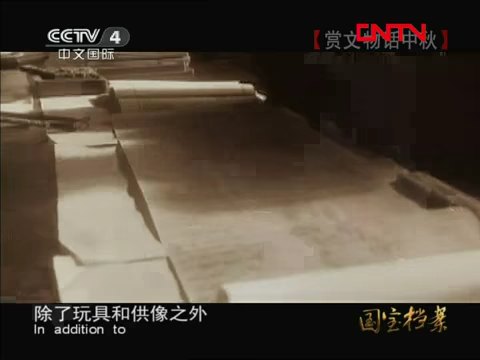 CCTV 4
中文国际
CNTV
【赏文物话中秋】
除了玩具和供像之外
In addition to
国宝档案